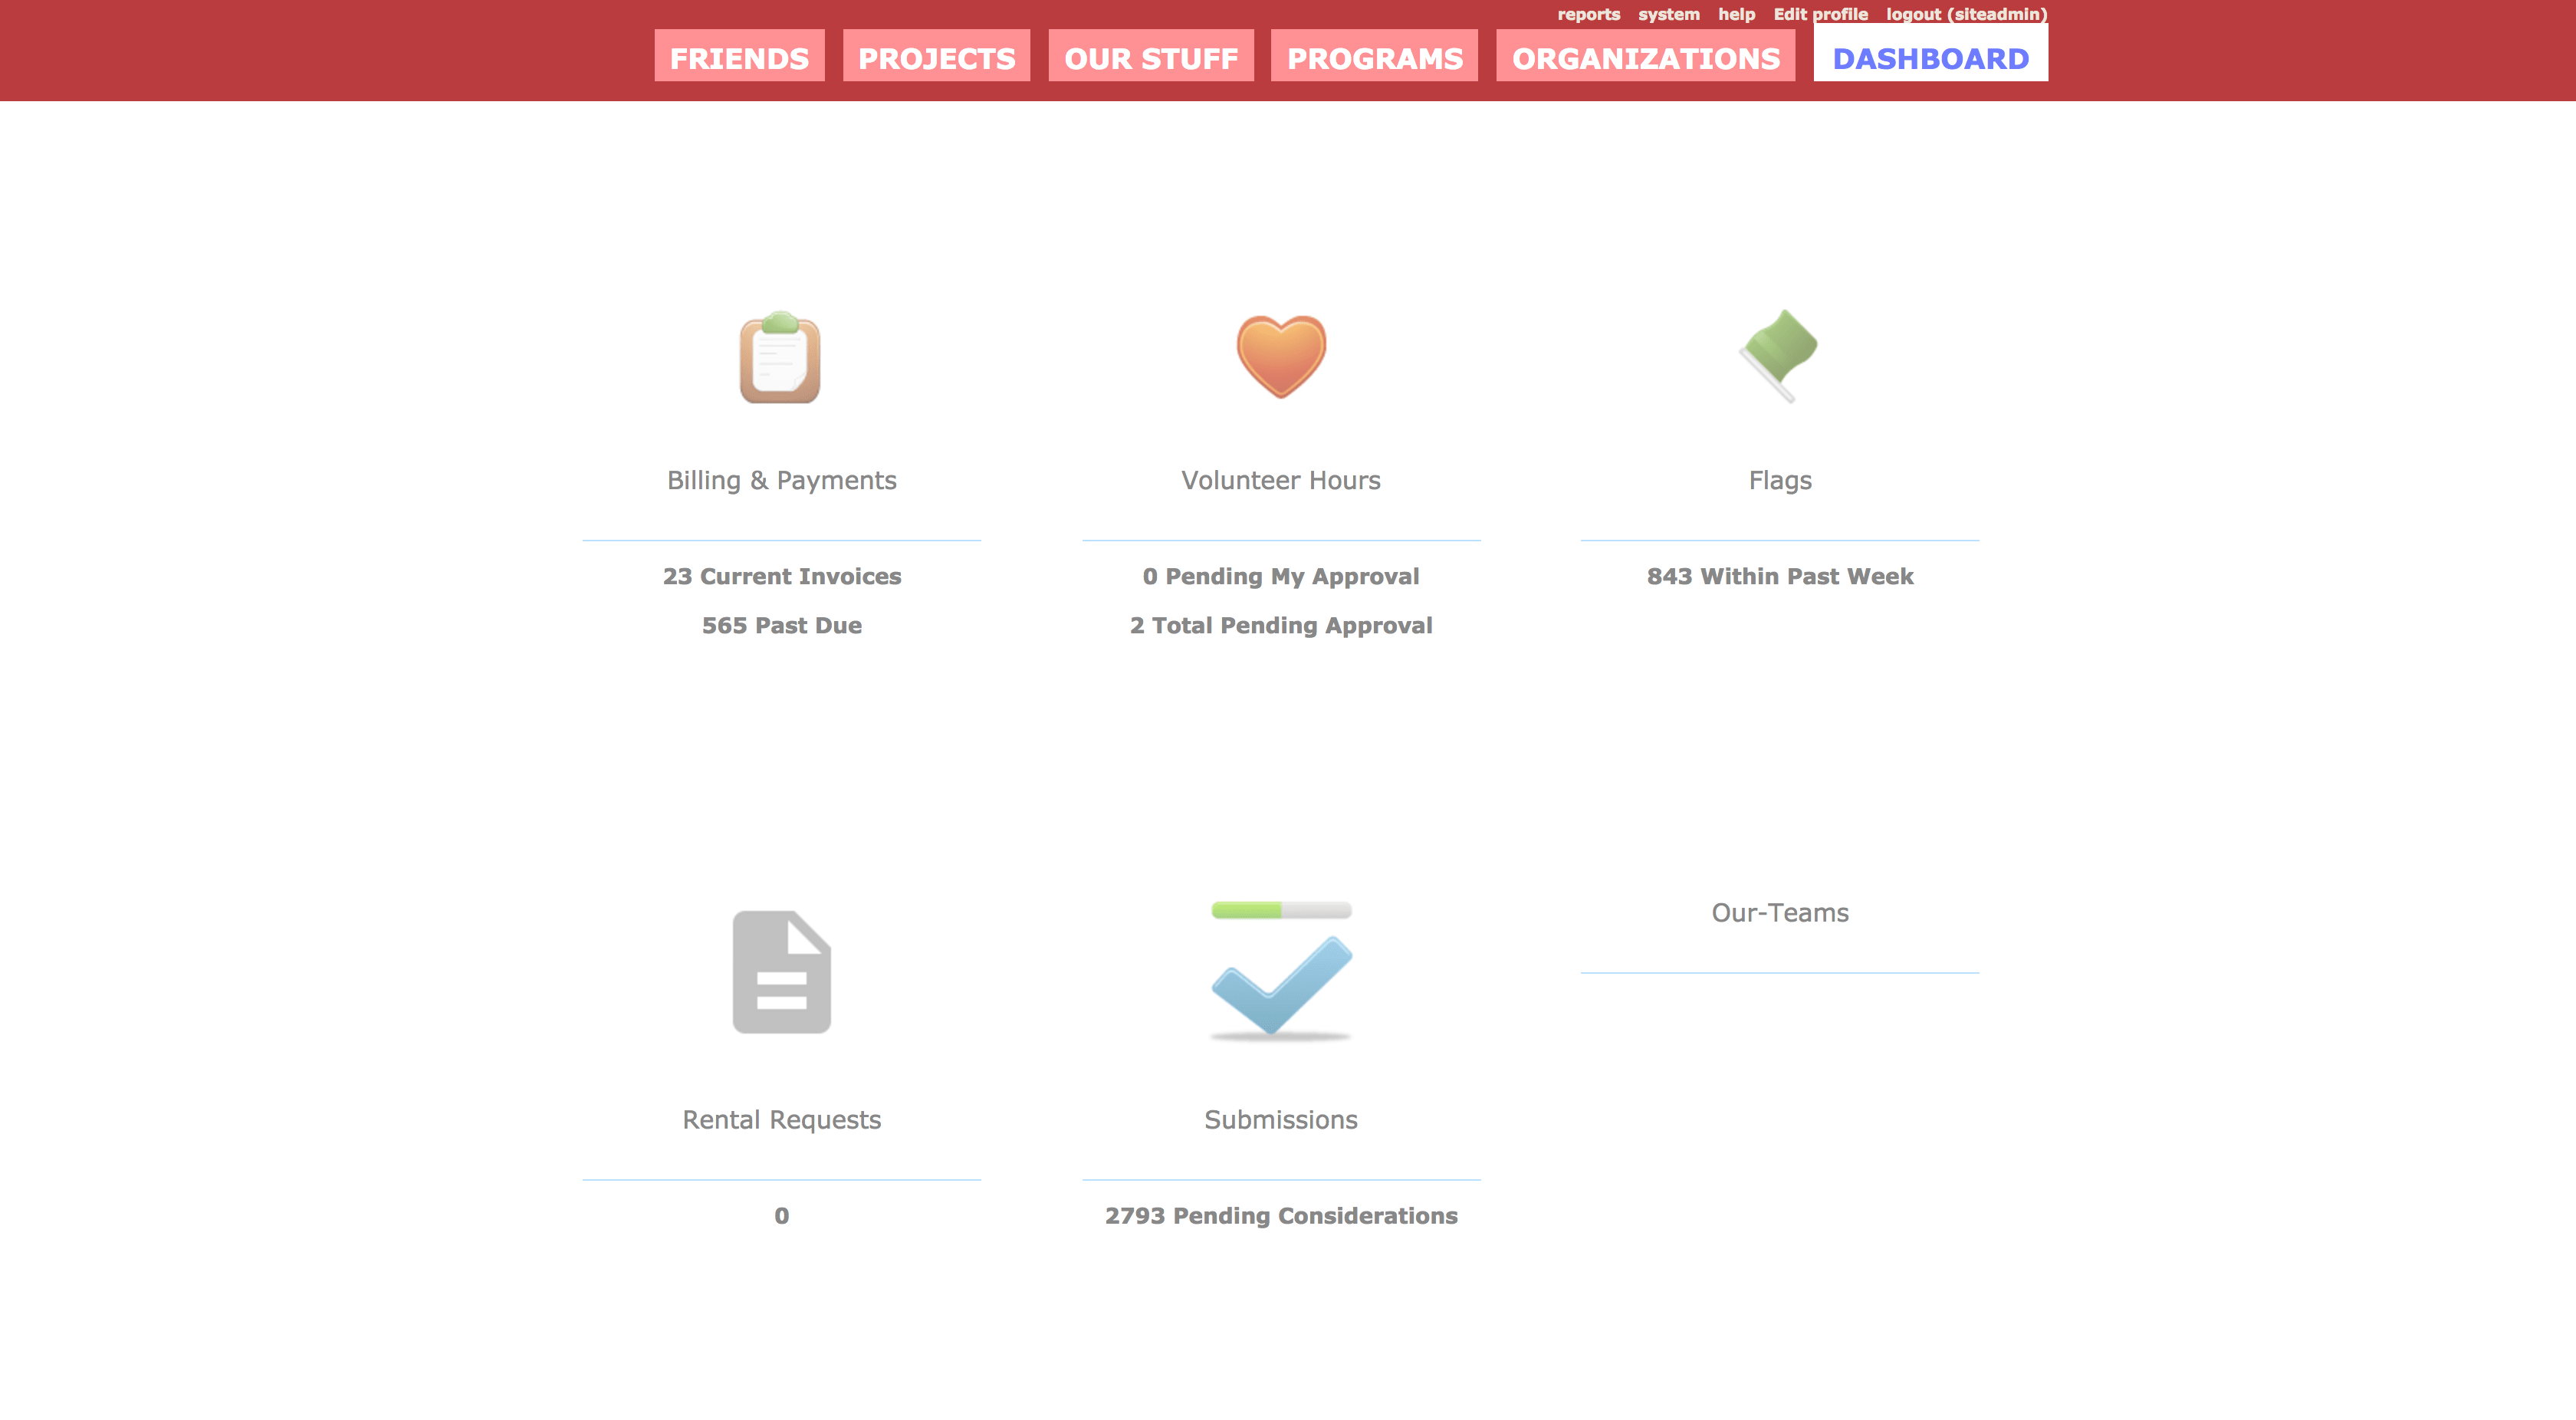 reports system help Edit profile logout (siteadmin)
FRIENDS PROJECTS OUR STUFF PROGRAMS ORGANIZATIONS DASHBOARD
Billing & Payments
23 Current Invoices
565 Past Due
Volunteer Hours
0 Pending My Approval
2 Total Pending Approval
Flags
843 Within Past Week
Rental Requests
0
Submissions
2793 Pending Considerations
Our-Teams